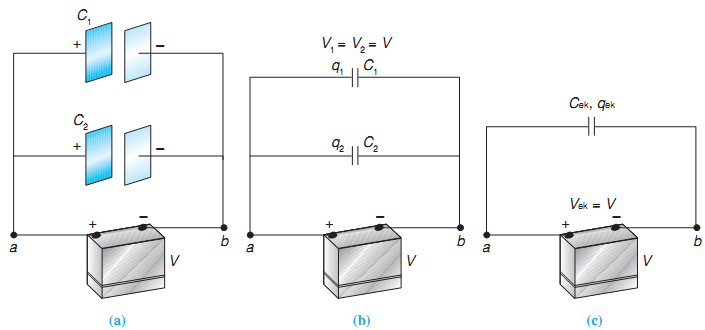 C₁
+ −
C₂
+ −
+ −
a b
V
(a)
V₁ = V₂ = V
q₁ C₁
q₂ C₂
+ −
a b
V
(b)
Cek, qek
Vek = V
+ −
a b
V
(c)